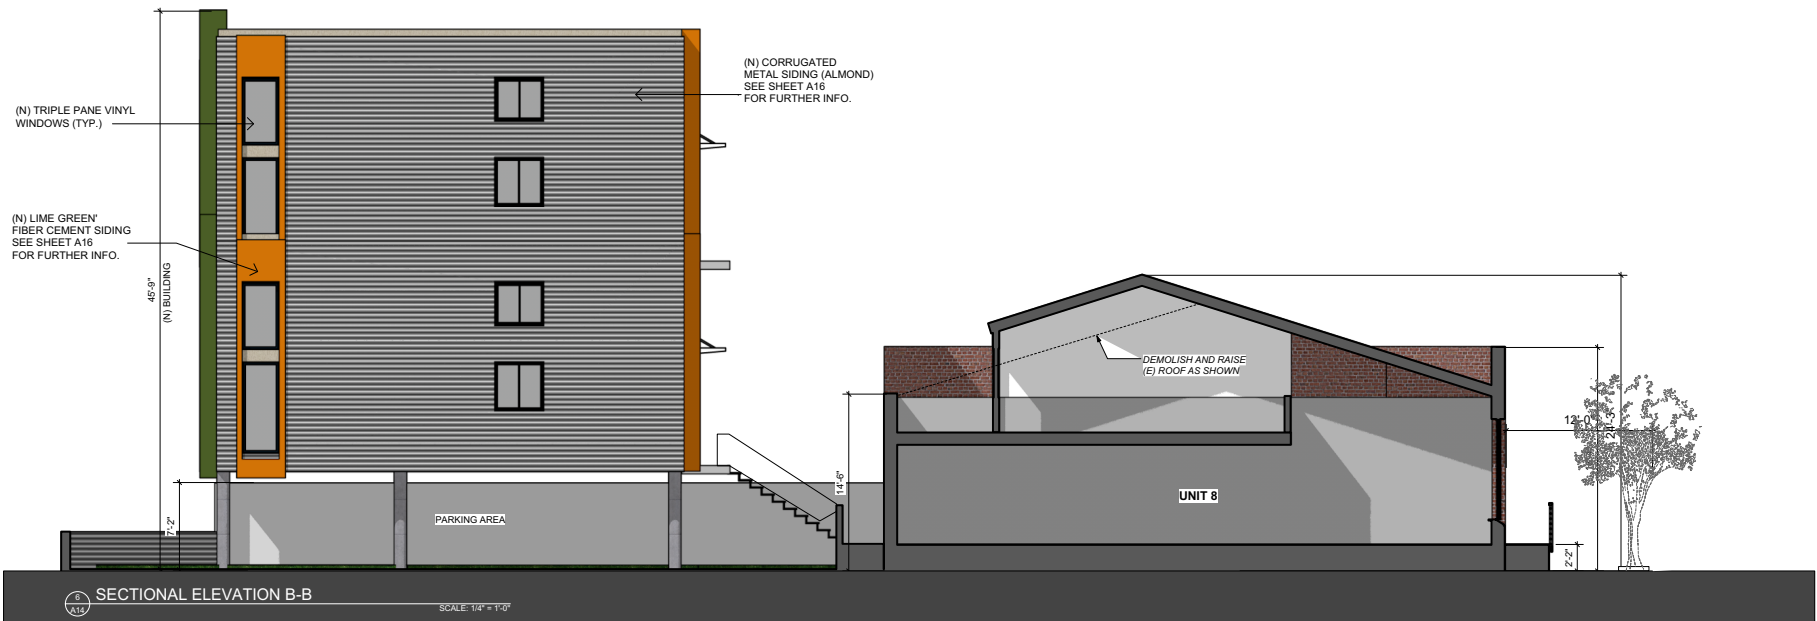 (N) CORRUGATED
METAL SIDING (ALMOND)
SEE SHEET A16
FOR FURTHER INFO.
(N) TRIPLE PANE VINYL
WINDOWS (TYP.)
(N) LIME GREEN'
FIBER CEMENT SIDING
SEE SHEET A16
FOR FURTHER INFO.
45'-9"
(N) BUILDING
DEMOLISH AND RAISE
(E) ROOF AS SHOWN
12'-0"
24'-3"
14'-6"
UNIT 8
7'-2"
PARKING AREA
2'-2"
6
A14
SECTIONAL ELEVATION B-B
SCALE: 1/4" = 1'-0"